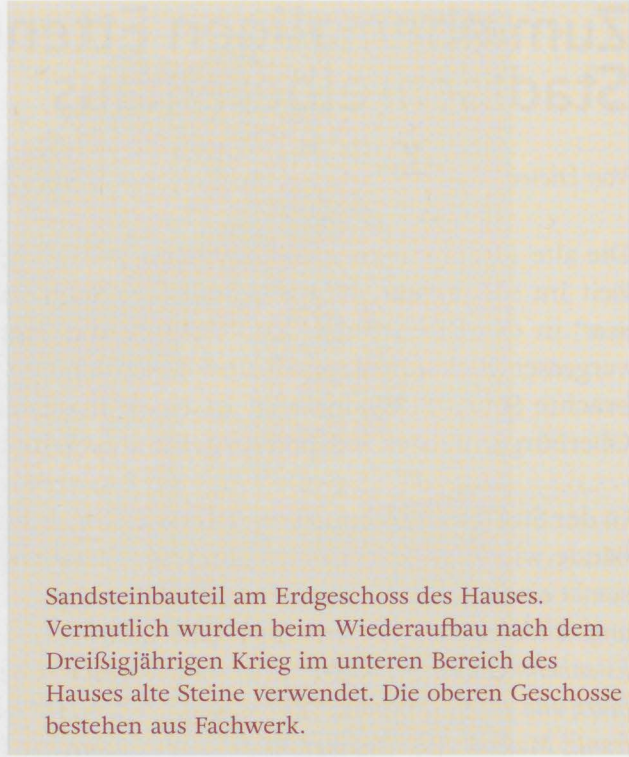 Sandsteinbauteil am Erdgeschoss des Hauses.
Vermutlich wurden beim Wiederaufbau nach dem
Dreißigjährigen Krieg im unteren Bereich des
Hauses alte Steine verwendet. Die oberen Geschosse
bestehen aus Fachwerk.